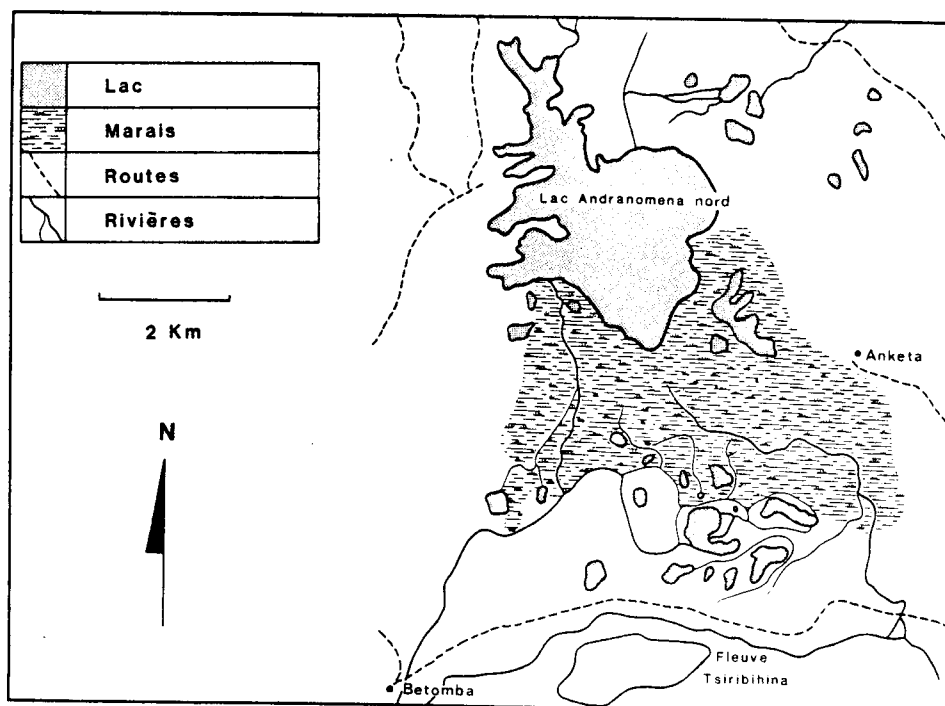 Lac
Marais
Routes
Rivières
2 Km
N
Lac Andranomena nord
Anketa
Fleuve
Tsiribihina
Betomba